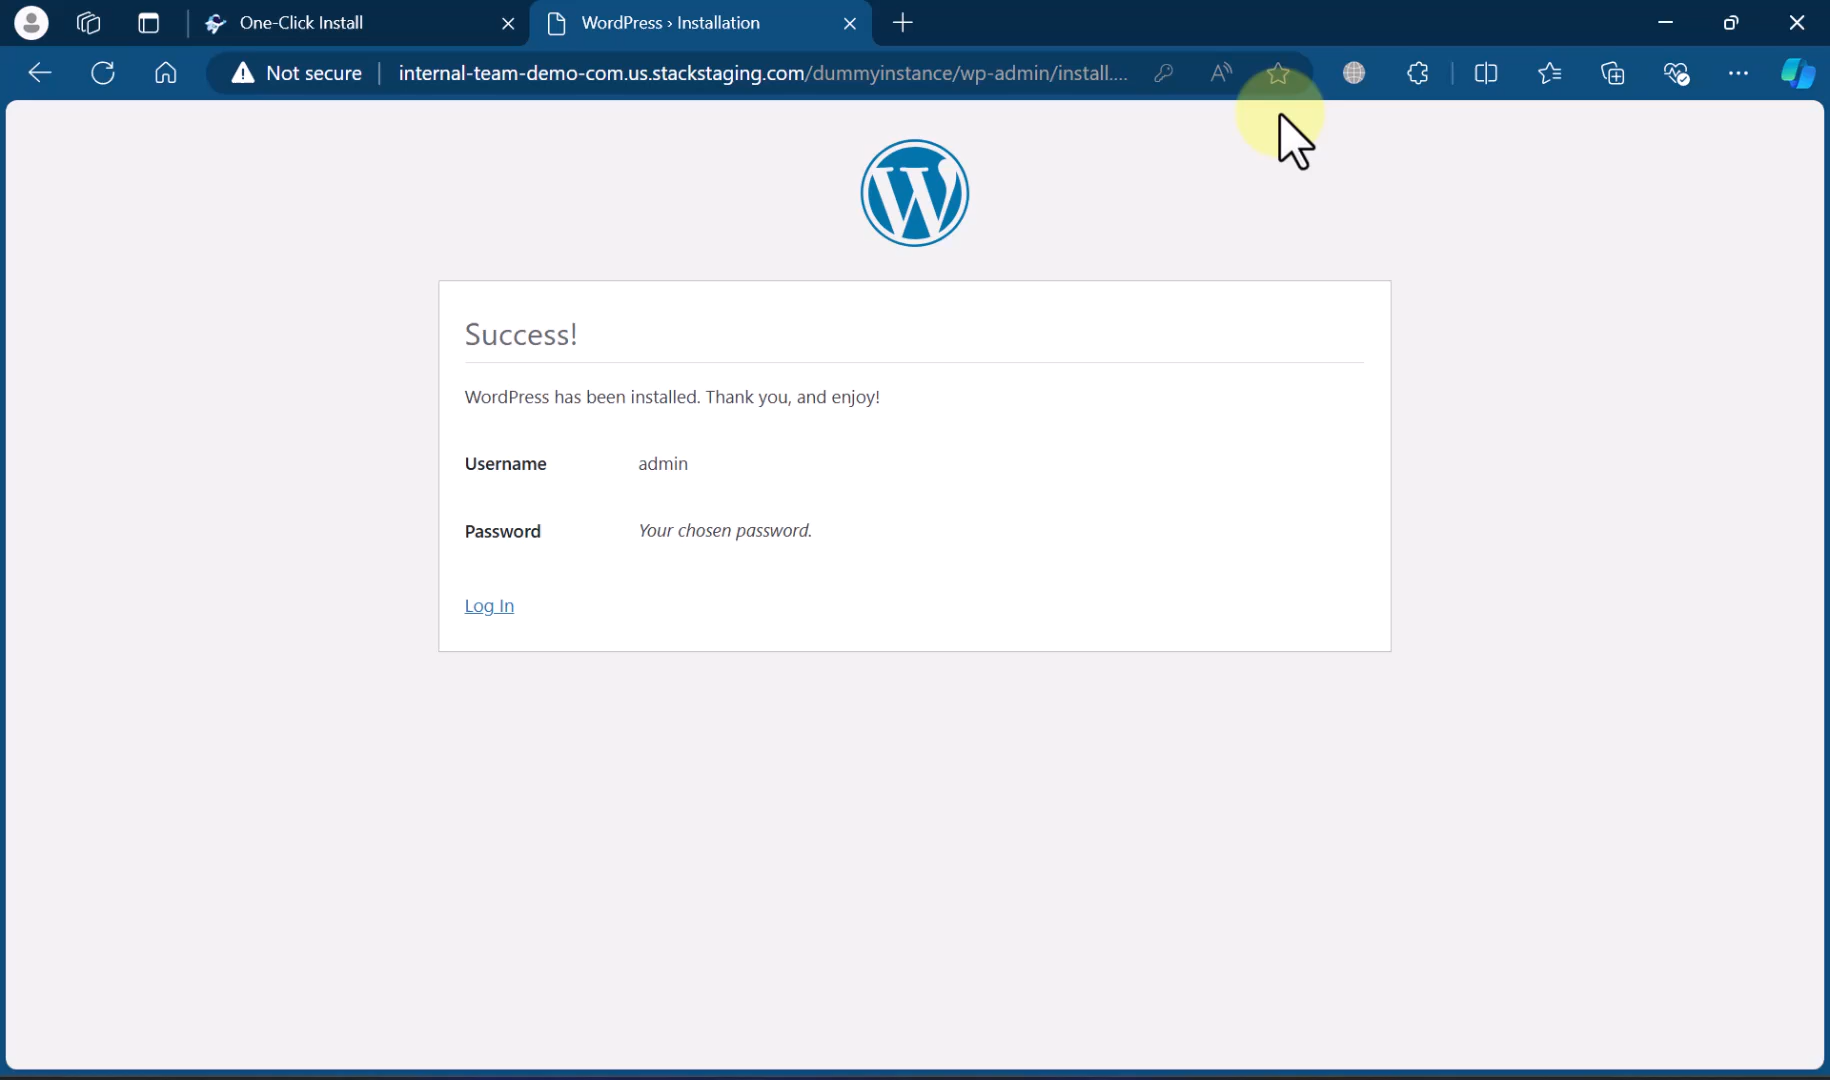 One-Click Install
WordPress › Installation
Not secure
internal-team-demo-com.us.stackstaging.com/dummyinstance/wp-admin/install....
Success!
WordPress has been installed. Thank you, and enjoy!
Username admin
Password Your chosen password.
Log In